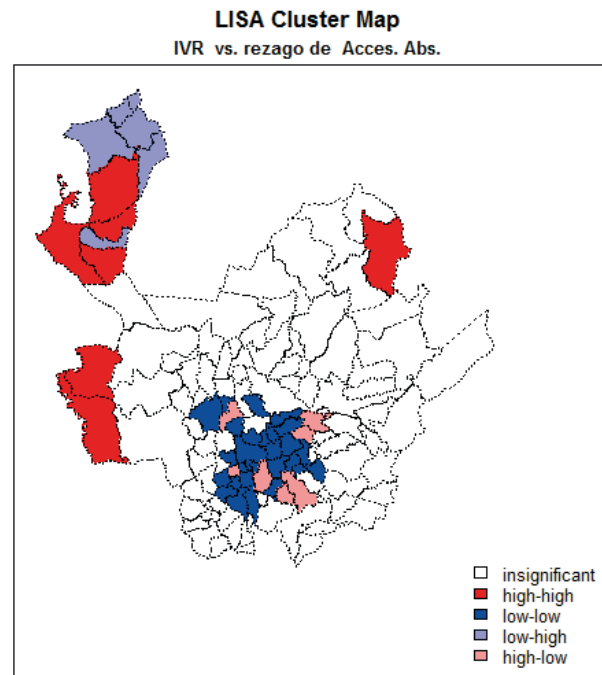 LISA Cluster Map
IVR vs. rezago de Acces. Abs.
insignificant
high-high
low-low
low-high
high-low